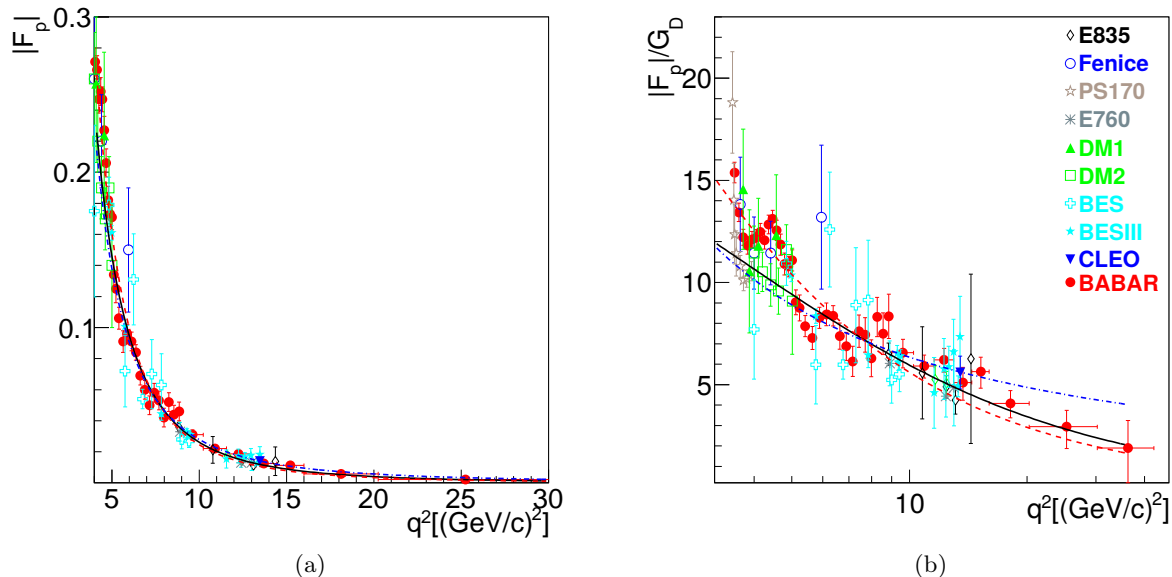 |F_p|
0.3
0.2
0.1
5 10 15 20 25 30
q²[(GeV/c)²]
(a)
|F_p|/G_D
20
15
10
5
10
q²[(GeV/c)²]
E835
Fenice
PS170
E760
DM1
DM2
BES
BESIII
CLEO
BABAR
(b)